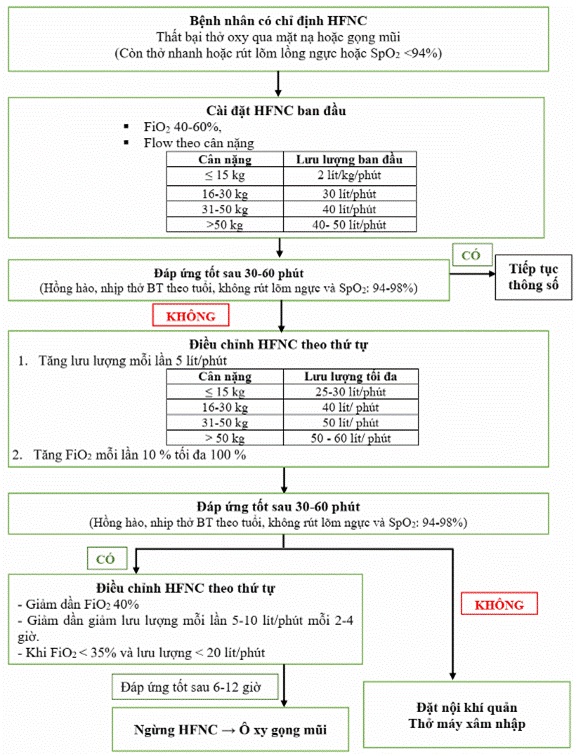 Bệnh nhân có chỉ định HFNC
Thất bại thở oxy qua mặt nạ hoặc gọng mũi
(Còn thở nhanh hoặc rút lõm lồng ngực hoặc SpO₂ <94%)
Cài đặt HFNC ban đầu
▪ FiO₂ 40-60%,
▪ Flow theo cân nặng
Cân nặng Lưu lượng ban đầu
≤ 15 kg 2 lít/kg/phút
16-30 kg 30 lít/phút
31-50 kg 40 lít/phút
>50 kg 40- 50 lít/phút
CÓ
Đáp ứng tốt sau 30-60 phút
(Hồng hào, nhịp thở BT theo tuổi, không rút lõm ngực và SpO₂: 94-98%)
Tiếp tục
thông số
KHÔNG
Điều chỉnh HFNC theo thứ tự
1. Tăng lưu lượng mỗi lần 5 lít/phút
Cân nặng Lưu lượng tối đa
≤ 15 kg 25-30 lít/phút
16-30 kg 40 lít/ phút
31-50 kg 50 lít/ phút
> 50 kg 50 - 60 lít/ phút
2. Tăng FiO₂ mỗi lần 10 % tối đa 100 %
Đáp ứng tốt sau 30-60 phút
(Hồng hào, nhịp thở BT theo tuổi, không rút lõm ngực và SpO₂: 94-98%)
CÓ
Điều chỉnh HFNC theo thứ tự
- Giảm dần FiO₂ 40%
- Giảm dần giảm lưu lượng mỗi lần 5-10 lít/phút mỗi 2-4
giờ.
- Khi FiO₂ < 35% và lưu lượng < 20 lít/phút
KHÔNG
Đáp ứng tốt sau 6-12 giờ
Ngừng HFNC → Ô xy gọng mũi
Đặt nội khí quản
Thở máy xâm nhập